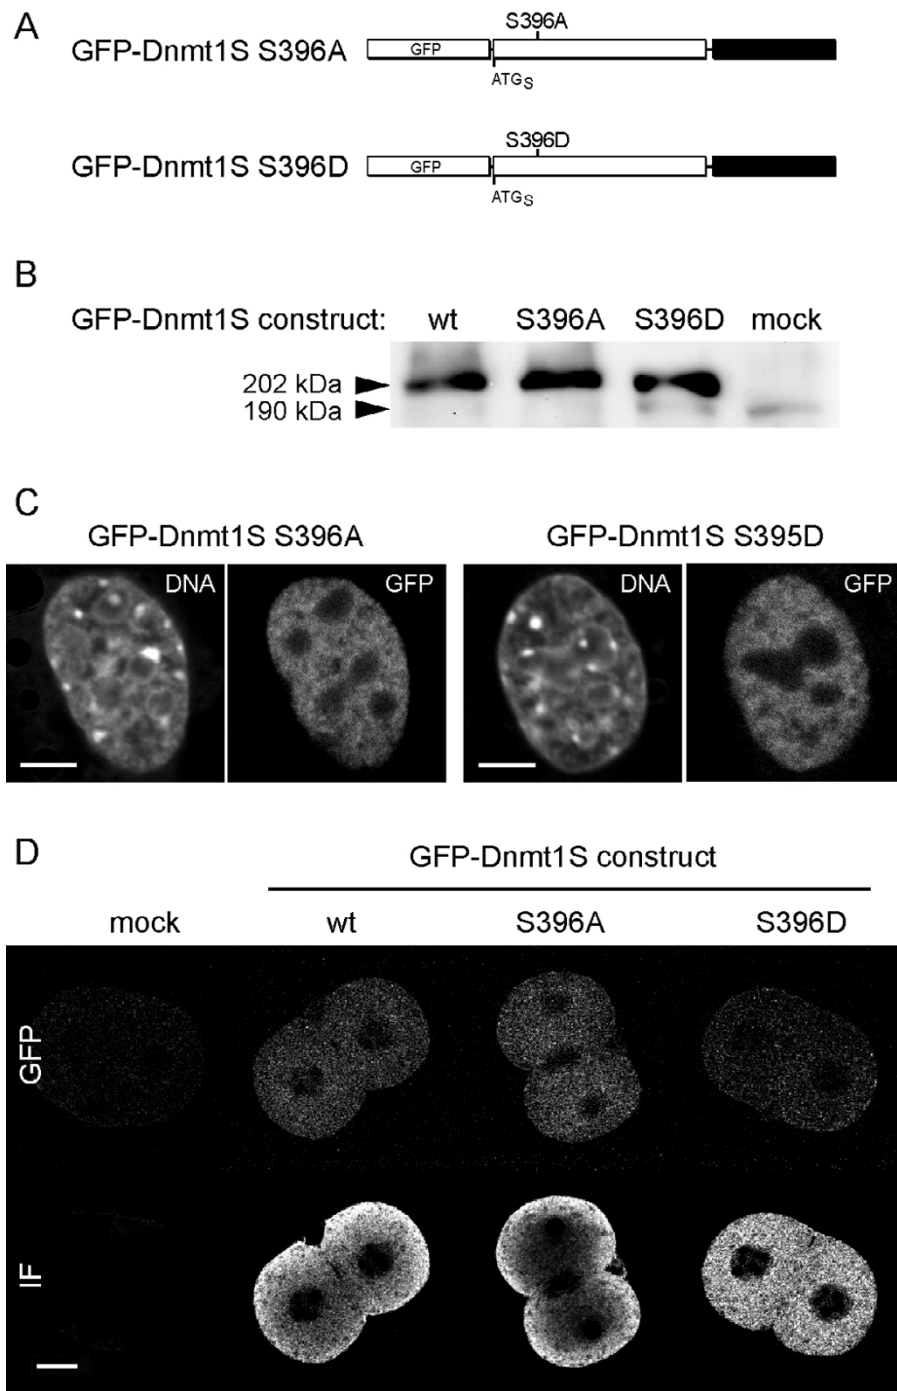 A
S396A
GFP-Dnmt1S S396A
GFP
ATGS
S396D
GFP-Dnmt1S S396D
GFP
ATGS
B
GFP-Dnmt1S construct: wt S396A S396D mock
202 kDa
190 kDa
C
GFP-Dnmt1S S396A GFP-Dnmt1S S395D
DNA GFP DNA GFP
D
GFP-Dnmt1S construct
mock wt S396A S396D
GFP
IF